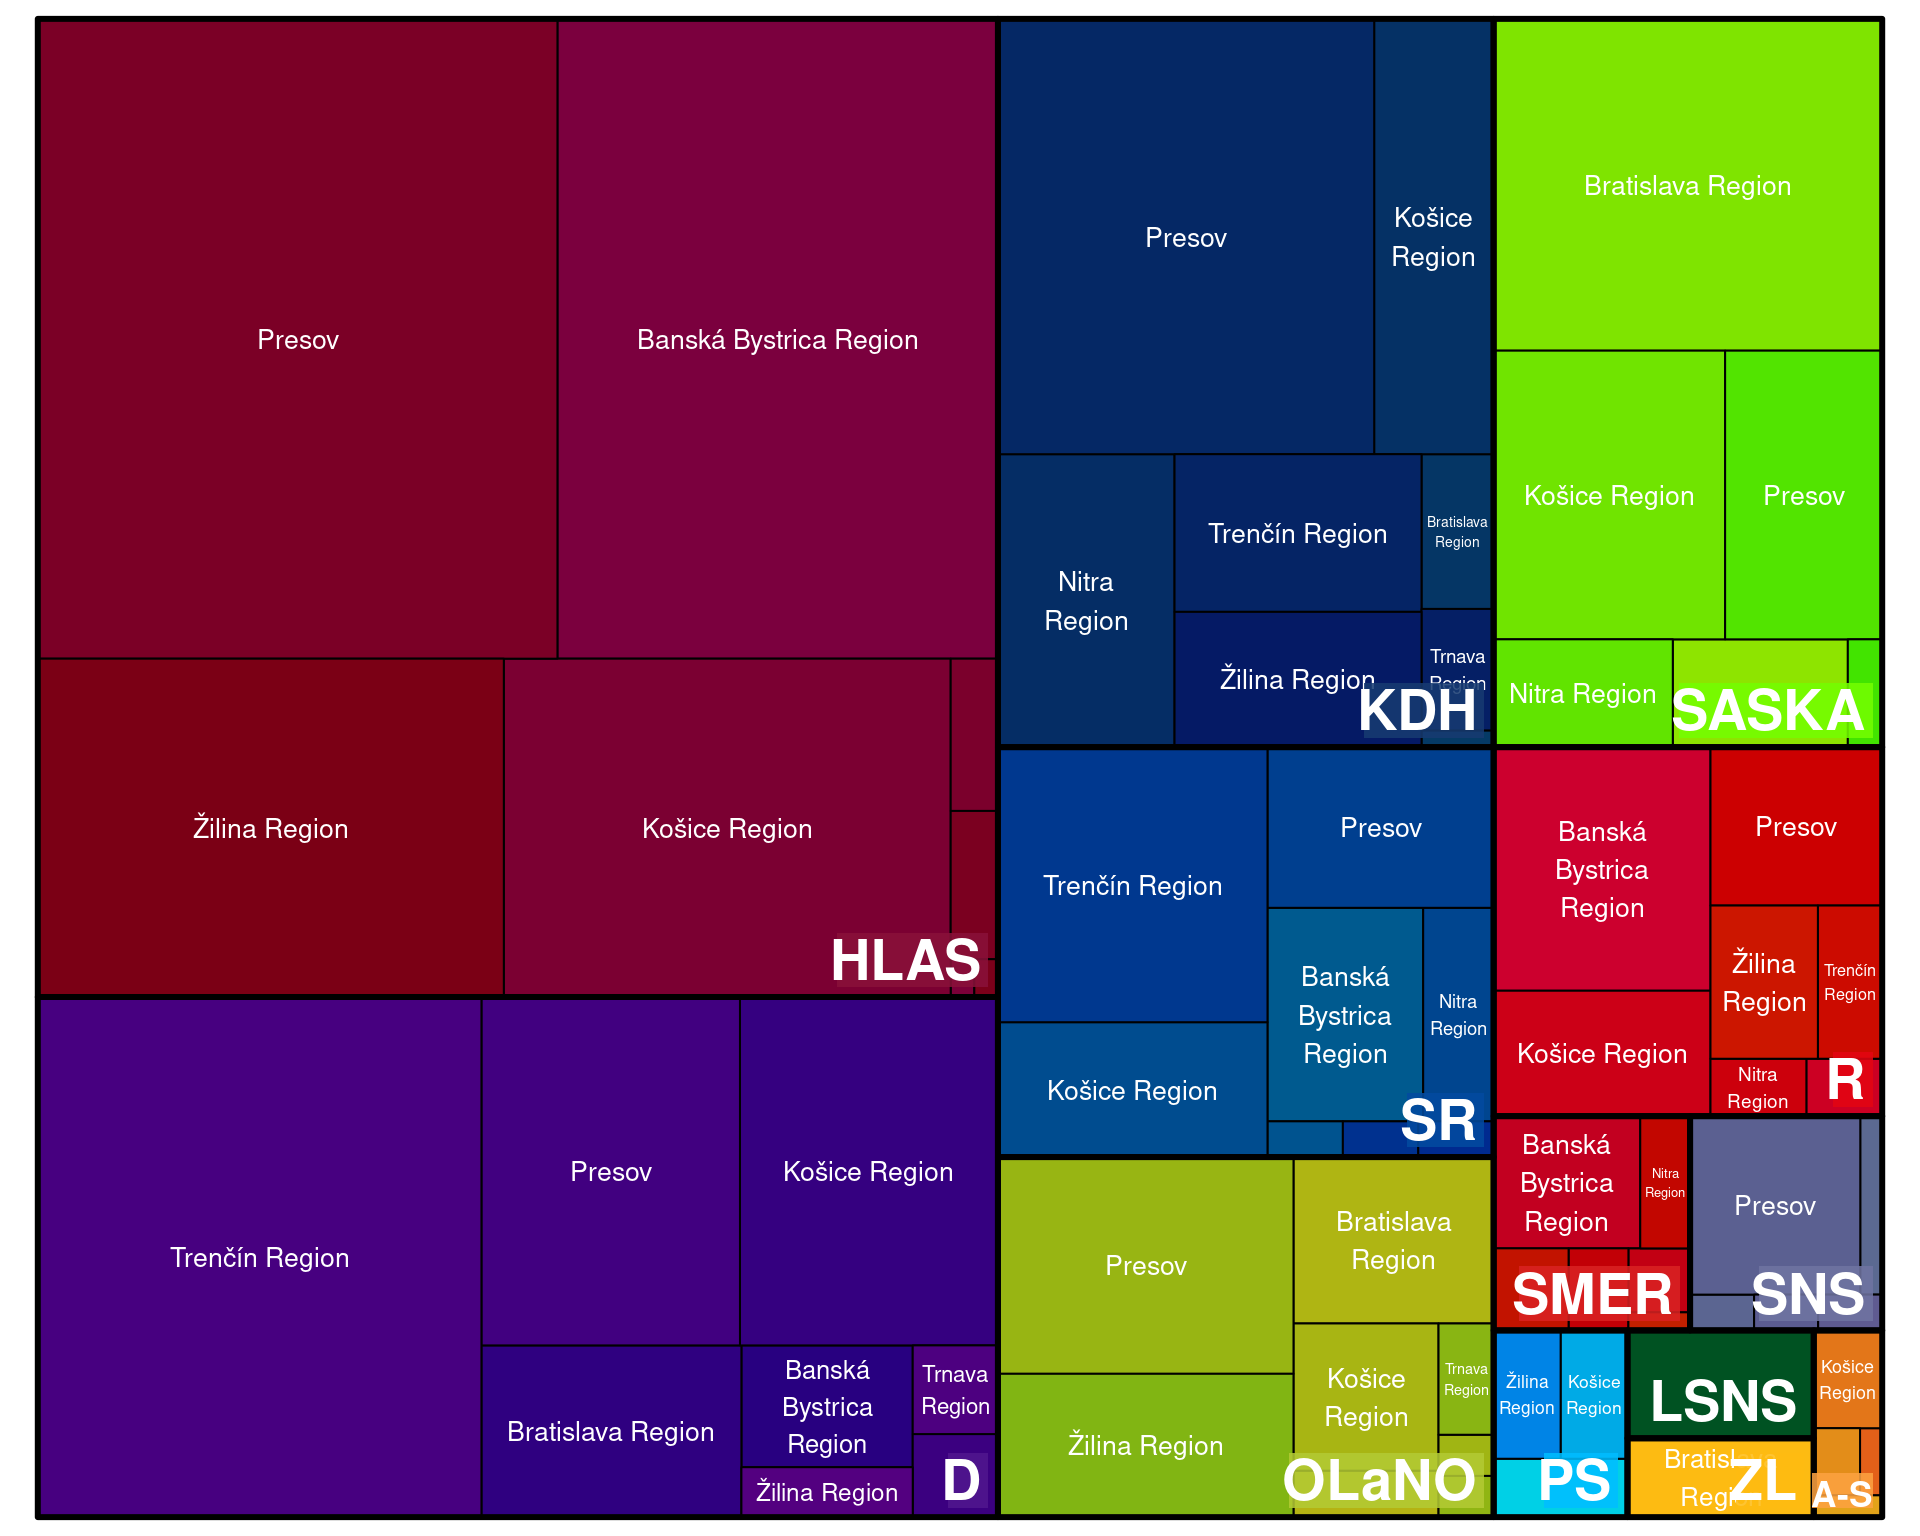 Presov
Banská Bystrica Region
Žilina Region
Košice Region
HLAS
Trenčín Region
Presov
Košice Region
Bratislava Region
Banská
Bystrica
Region
Trnava
Region
Žilina Region
D
Presov
Košice
Region
Nitra
Region
Trenčín Region
Bratislava
Region
Žilina Region
Trnava
Region
KDH
Trenčín Region
Presov
Košice Region
Banská
Bystrica
Region
Nitra
Region
SR
Presov
Bratislava
Region
Žilina Region
Košice
Region
Trnava
Region
OLaNO
Bratislava Region
Košice Region
Presov
Nitra Region
SASKA
Banská
Bystrica
Region
Presov
Košice Region
Žilina
Region
Trenčín
Region
Nitra
Region
R
Banská
Bystrica
Region
Nitra
Region
SMER
Presov
SNS
Žilina
Region
Košice
Region
PS
LSNS
Bratislava
Region
ZL
Košice
Region
A-S